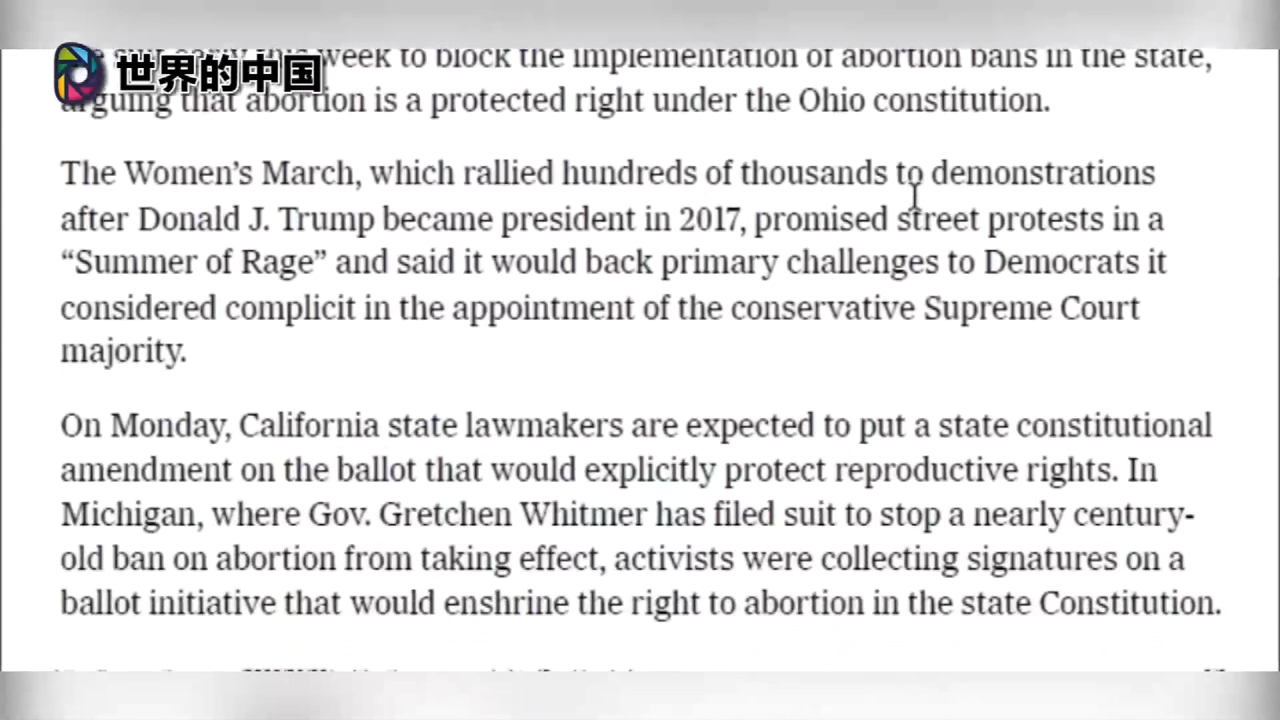 世界的中国
week to block the implementation of abortion bans in the state,
arguing that abortion is a protected right under the Ohio constitution.
The Women’s March, which rallied hundreds of thousands to demonstrations
after Donald J. Trump became president in 2017, promised street protests in a
“Summer of Rage” and said it would back primary challenges to Democrats it
considered complicit in the appointment of the conservative Supreme Court
majority.
On Monday, California state lawmakers are expected to put a state constitutional
amendment on the ballot that would explicitly protect reproductive rights. In
Michigan, where Gov. Gretchen Whitmer has filed suit to stop a nearly century-
old ban on abortion from taking effect, activists were collecting signatures on a
ballot initiative that would enshrine the right to abortion in the state Constitution.